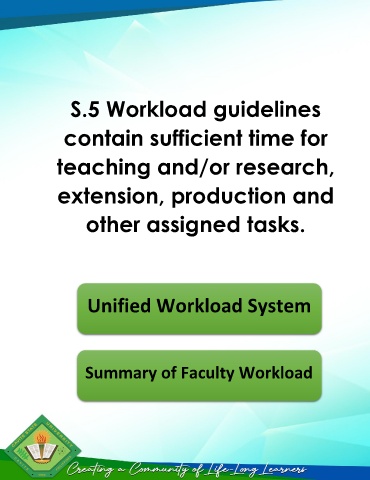 S.5 Workload guidelines
contain sufficient time for
teaching and/or research,
extension, production and
other assigned tasks.
Unified Workload System
Summary of Faculty Workload
Creating a Community of Life-Long Learners